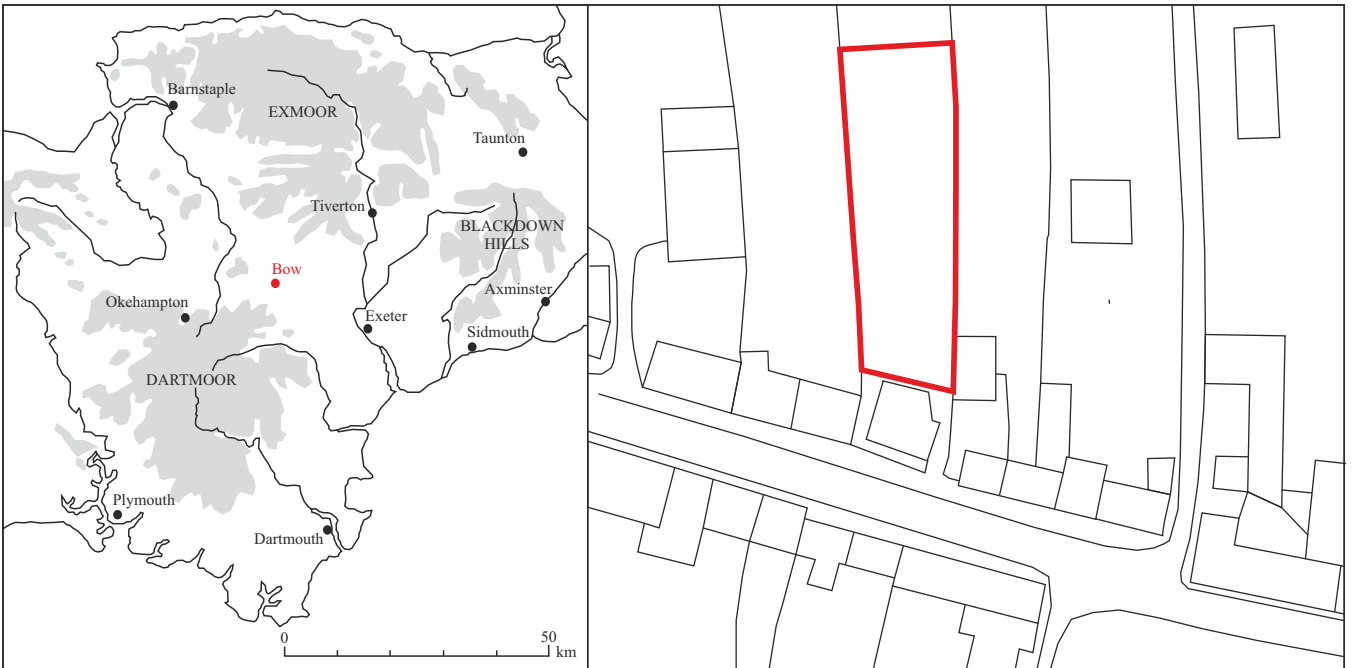 Barnstaple
EXMOOR
Taunton
Tiverton
BLACKDOWN
HILLS
Bow
Axminster
Okehampton
Exeter
Sidmouth
DARTMOOR
Plymouth
Dartmouth
0
50
km